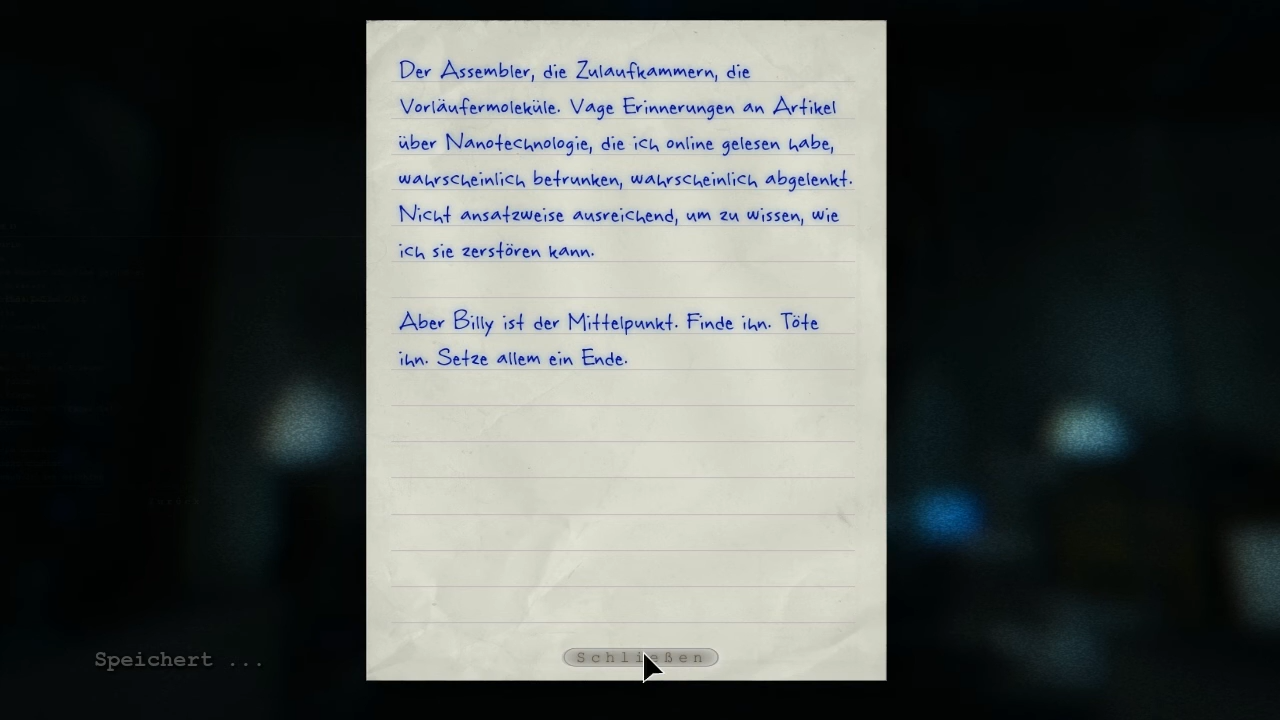 Der Assembler, die Zulaufkammern, die
Vorläufermoleküle. Vage Erinnerungen an Artikel
über Nanotechnologie, die ich online gelesen habe,
wahrscheinlich betrunken, wahrscheinlich abgelenkt.
Nicht ansatzweise ausreichend, um zu wissen, wie
ich sie zerstören kann.
Aber Billy ist der Mittelpunkt. Finde ihn. Töte
ihn. Setze allem ein Ende.
Schließen
Speichert ...